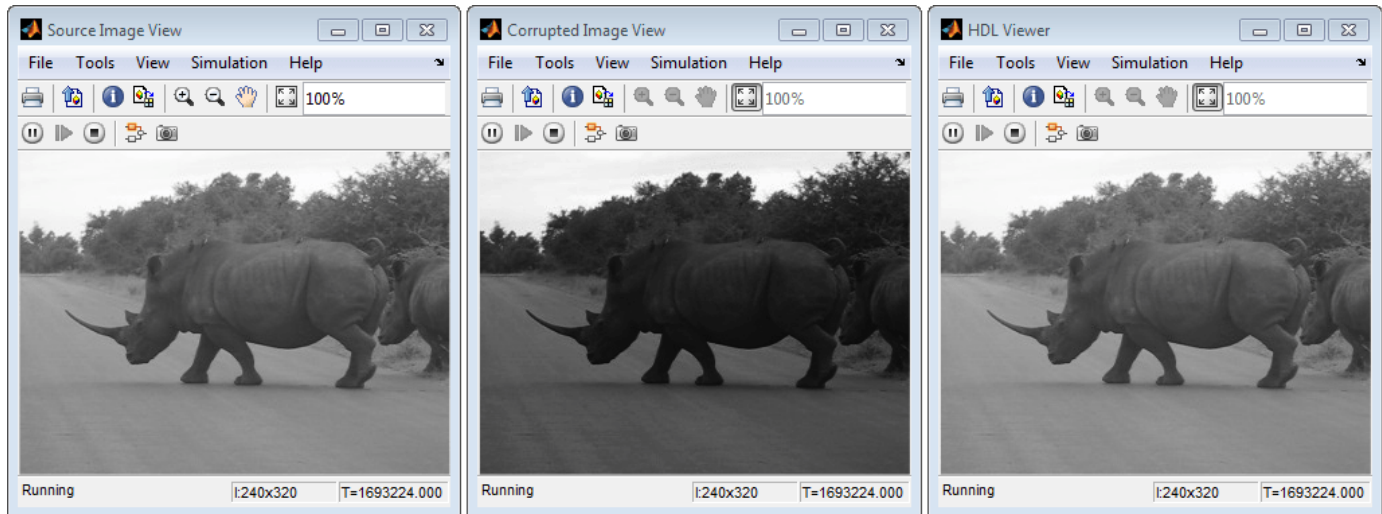 Source Image View
File Tools View Simulation Help
100%
Running I:240x320 T=1693224.000
Corrupted Image View
File Tools View Simulation Help
100%
Running I:240x320 T=1693224.000
HDL Viewer
File Tools View Simulation Help
100%
Running I:240x320 T=1693224.000